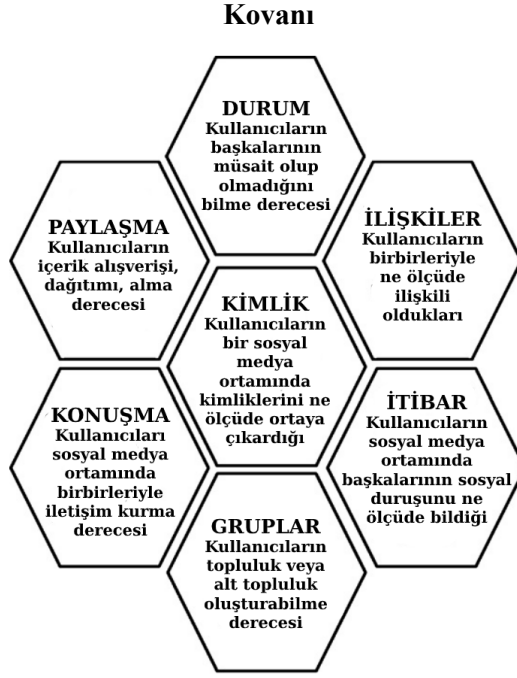 Kovanı
DURUM
Kullanıcıların
başkalarının
müsait olup
olmadığını
bilme derecesi
PAYLAŞMA
Kullanıcıların
içerik alışverişi,
dağıtımı, alma
derecesi
İLİŞKİLER
Kullanıcıların
birbirleriyle
ne ölçüde
ilişkili
oldukları
KİMLİK
Kullanıcıların
bir sosyal
medya
ortamında
kimliklerini ne
ölçüde ortaya
çıkardığı
KONUŞMA
Kullanıcıları
sosyal medya
ortamında
birbirleriyle
iletişim kurma
derecesi
İTİBAR
Kullanıcıların
sosyal medya
ortamında
başkalarının sosyal
duruşunu ne
ölçüde bildiği
GRUPLAR
Kullanıcıların
topluluk veya
alt topluluk
oluşturabilme
derecesi